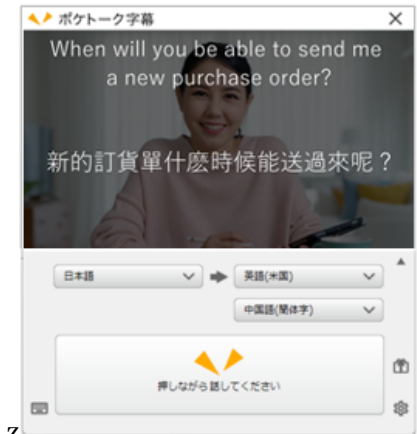 ポケトーク字幕
When will you be able to send me
a new purchase order?
新的訂貨單什麼時候能送過來呢？
日本語
英語(米国)
中国語(簡体字)
押しながら話してください
z